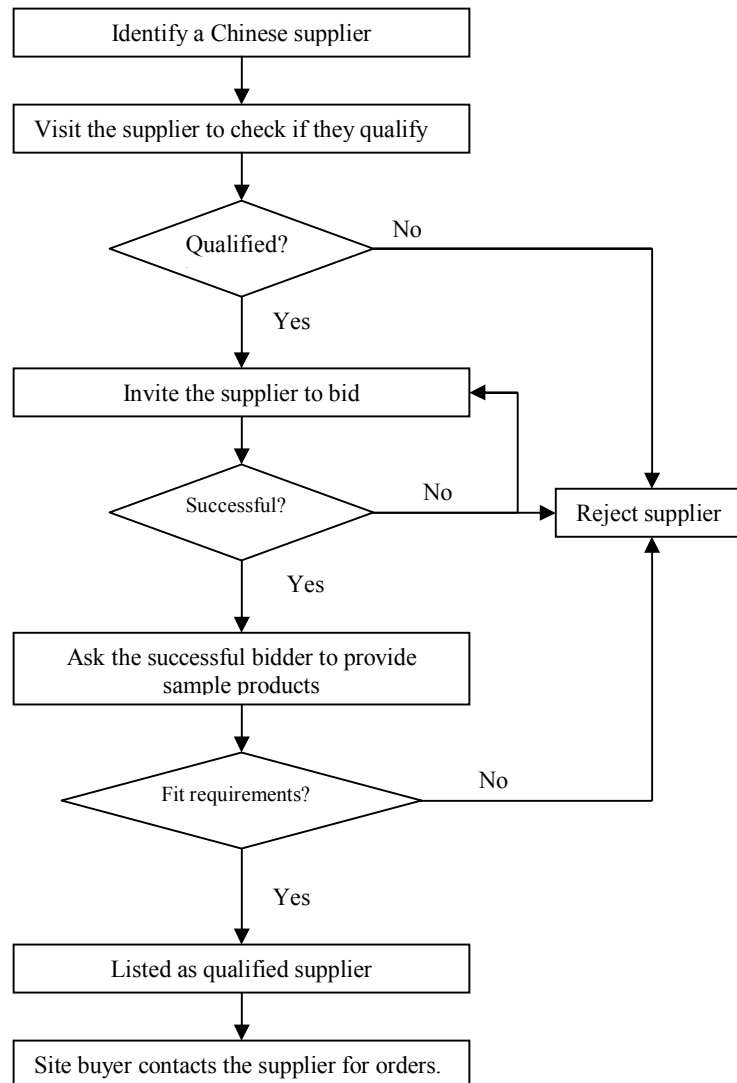 Identify a Chinese supplier
Visit the supplier to check if they qualify
Qualified?
No
Yes
Invite the supplier to bid
Successful?
No
Reject supplier
Yes
Ask the successful bidder to provide
sample products
Fit requirements?
No
Yes
Listed as qualified supplier
Site buyer contacts the supplier for orders.